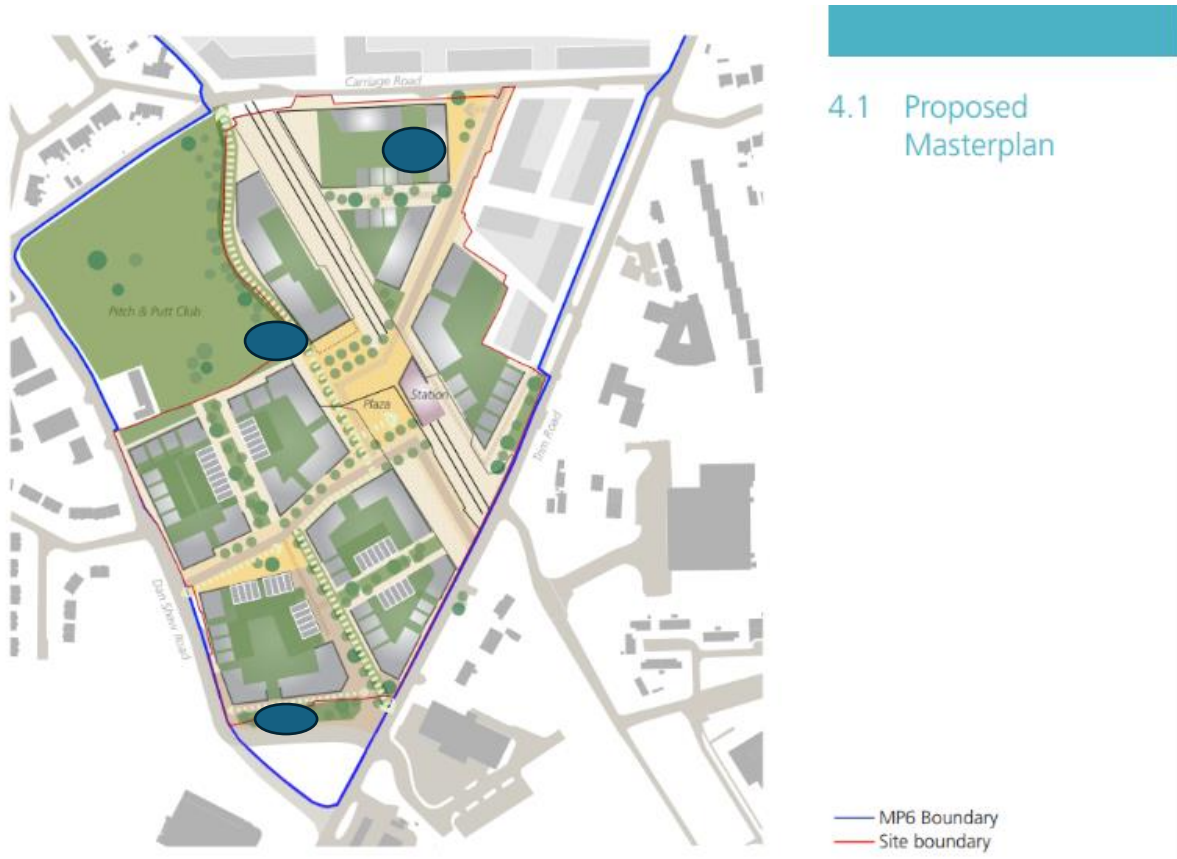 Carriage Road
4.1 Proposed
Masterplan
Pitch & Putt Club
Station
Plaza
Trim Road
Dan Shaw Road
MP6 Boundary
Site boundary